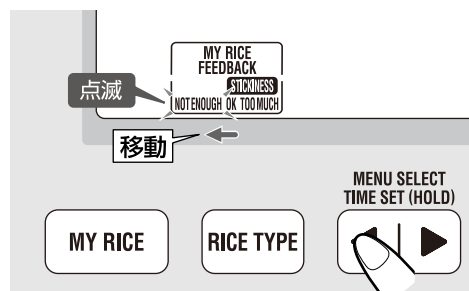 MY RICE
FEEDBACK
STICKINESS
NOT ENOUGH OK TOO MUCH
点滅
移動
MENU SELECT
TIME SET (HOLD)
MY RICE
RICE TYPE